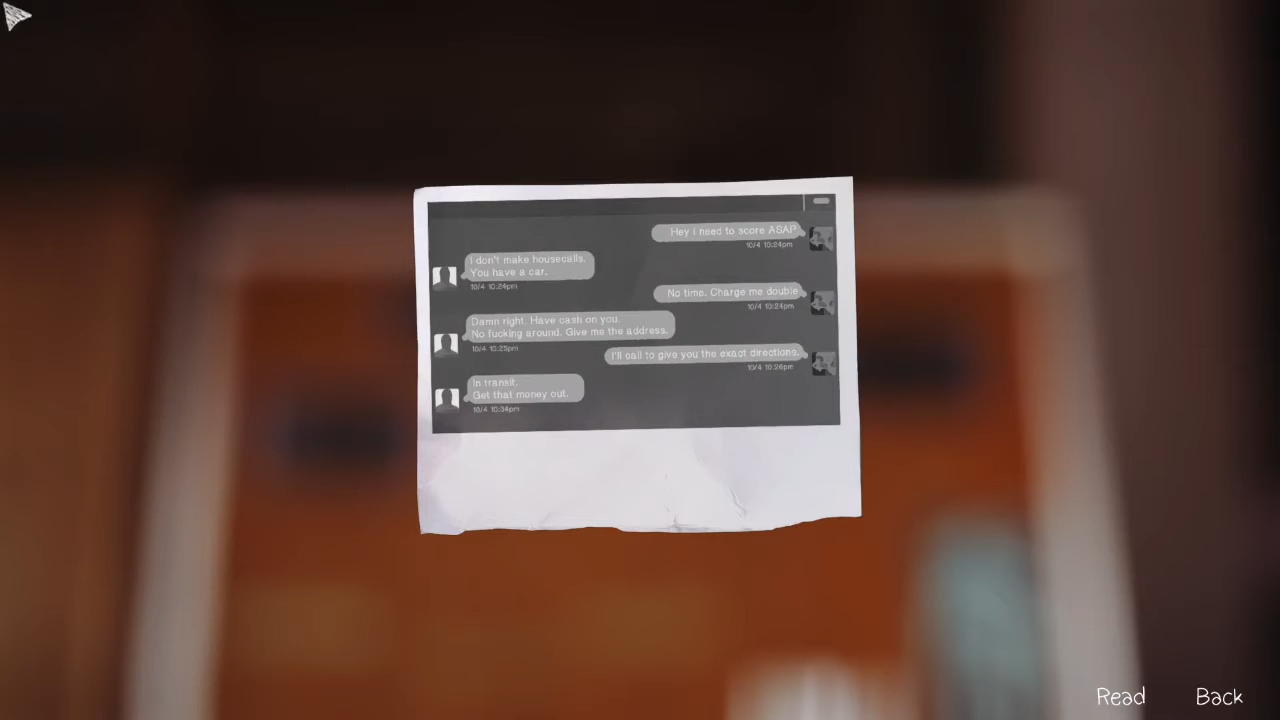 Hey I need to score ASAP
10/4 10:24pm
I don't make housecalls.
You have a car.
10/4 10:24pm
No time. Charge me double
10/4 10:24pm
Damn right. Have cash on you.
No fucking around. Give me the address.
10/4 10:25pm
I'll call to give you the exact directions.
10/4 10:26pm
In transit.
Get that money out.
10/4 10:34pm
Read
Back